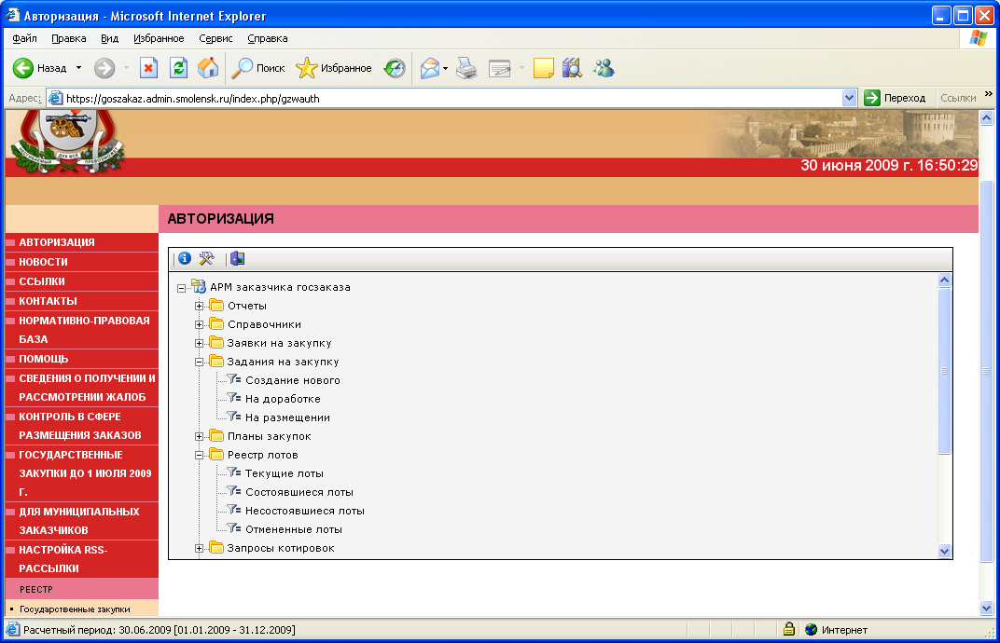 Авторизация - Microsoft Internet Explorer
Файл Правка Вид Избранное Сервис Справка
Назад Поиск Избранное
Адрес: https://goszakaz.admin.smolensk.ru/index.php/gzwauth Переход Ссылки »
30 июня 2009 г. 16:50:29
АВТОРИЗАЦИЯ
АВТОРИЗАЦИЯ
НОВОСТИ
ССЫЛКИ
КОНТАКТЫ
НОРМАТИВНО-ПРАВОВАЯ
БАЗА
ПОМОЩЬ
СВЕДЕНИЯ О ПОЛУЧЕНИИ И
РАССМОТРЕНИИ ЖАЛОБ
КОНТРОЛЬ В СФЕРЕ
РАЗМЕЩЕНИЯ ЗАКАЗОВ
ГОСУДАРСТВЕННЫЕ
ЗАКУПКИ ДО 1 ИЮЛЯ 2009
Г.
ДЛЯ МУНИЦИПАЛЬНЫХ
ЗАКАЗЧИКОВ
НАСТРОЙКА RSS-
РАССЫЛКИ
РЕЕСТР
Государственные закупки
АРМ заказчика госзаказа
Отчеты
Справочники
Заявки на закупку
Задания на закупку
Создание нового
На доработке
На размещении
Планы закупок
Реестр лотов
Текущие лоты
Состоявшиеся лоты
Несостоявшиеся лоты
Отмененные лоты
Запросы котировок
Расчетный период: 30.06.2009 [01.01.2009 - 31.12.2009] Интернет